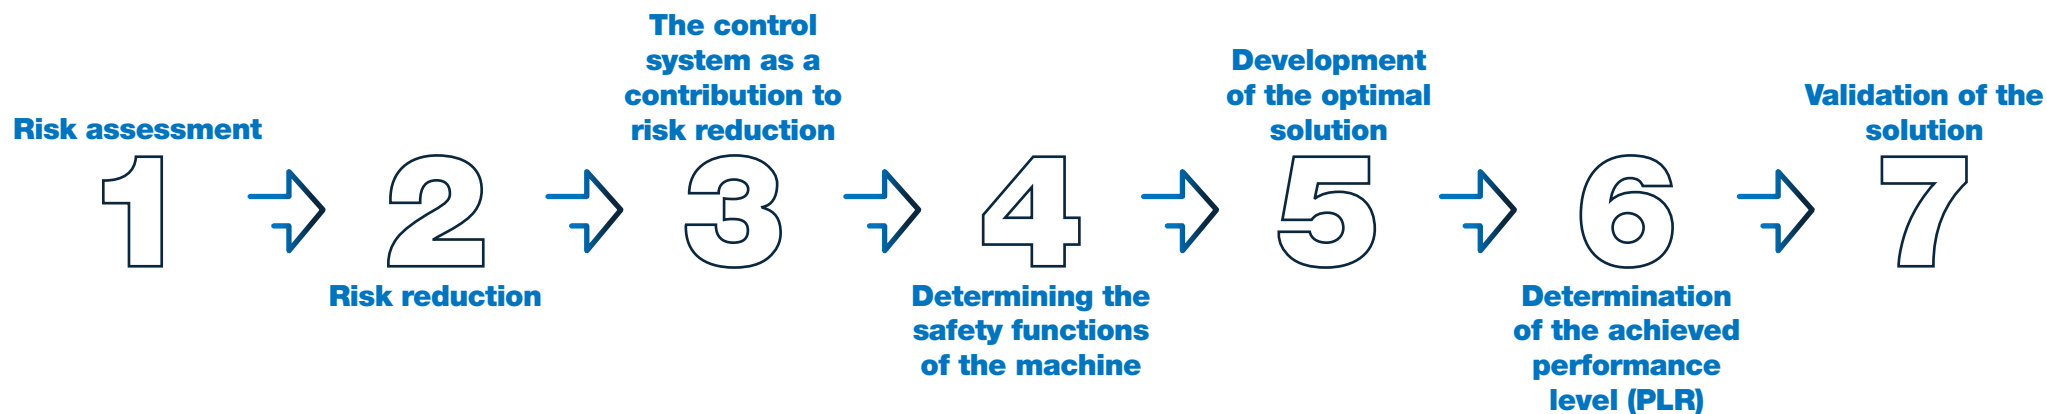 Risk assessment
1
2
Risk reduction
The control
system as a
contribution to
risk reduction
3
4
Determining the
safety functions
of the machine
Development
of the optimal
solution
5
6
Determination
of the achieved
performance
level (PLR)
Validation of the
solution
7